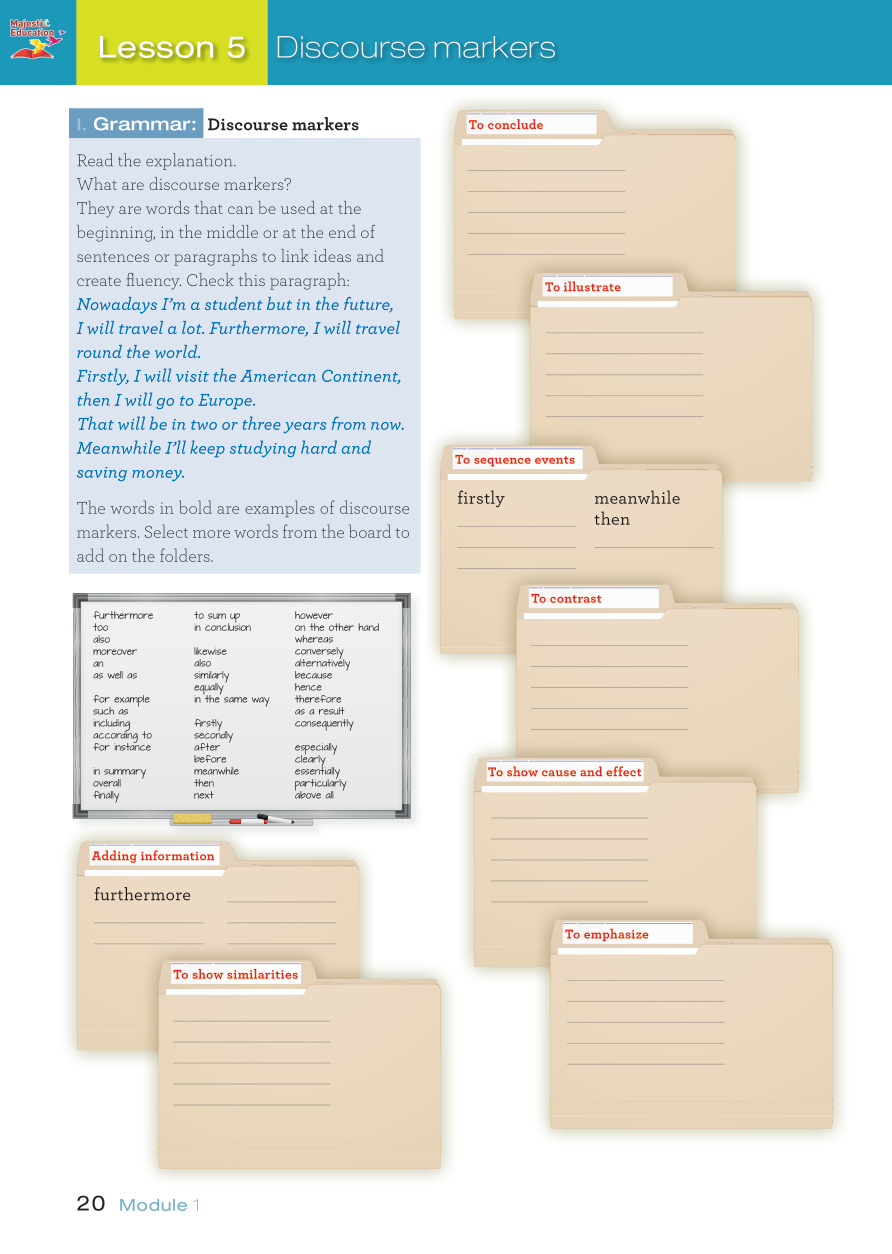 Majestic
Education
Lesson 5
Discourse markers
I. Grammar: Discourse markers
Read the explanation.
What are discourse markers?
They are words that can be used at the
beginning, in the middle or at the end of
sentences or paragraphs to link ideas and
create fluency. Check this paragraph:
Nowadays I'm a student but in the future,
I will travel a lot. Furthermore, I will travel
round the world.
Firstly, I will visit the American Continent,
then I will go to Europe.
That will be in two or three years from now.
Meanwhile I'll keep studying hard and
saving money.
The words in bold are examples of discourse
markers. Select more words from the board to
add on the folders.
furthermore
too
also
moreover
an
as well as
for example
such as
including
according to
for instance
in summary
overall
finally
to sum up
in conclusion
likewise
also
similarly
equally
in the same way
firstly
secondly
after
before
meanwhile
then
next
however
on the other hand
whereas
conversely
alternatively
because
hence
therefore
as a result
consequently
especially
clearly
essentially
particularly
above all
Adding information
furthermore
To show similarities
To conclude
To illustrate
To sequence events
firstly
meanwhile
then
To contrast
To show cause and effect
To emphasize
20 Module 1